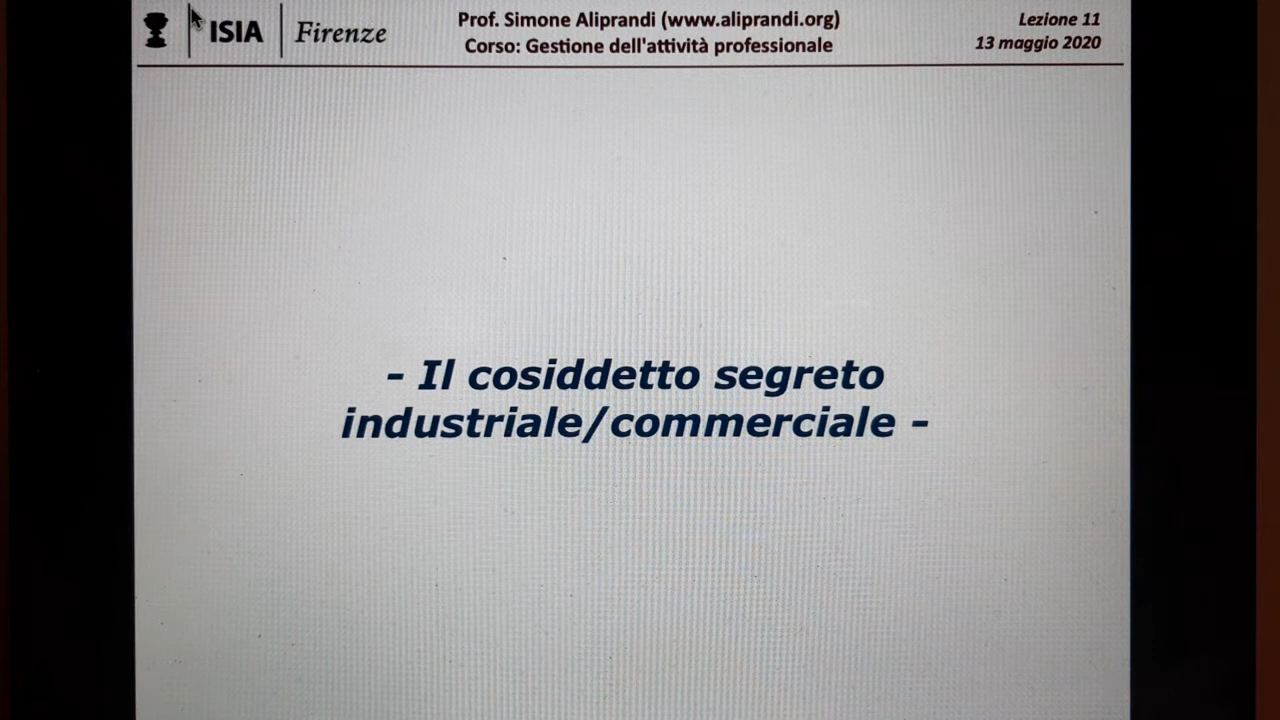 ISIA Firenze
Prof. Simone Aliprandi (www.aliprandi.org)
Corso: Gestione dell'attività professionale
Lezione 11
13 maggio 2020
- Il cosiddetto segreto
industriale/commerciale -